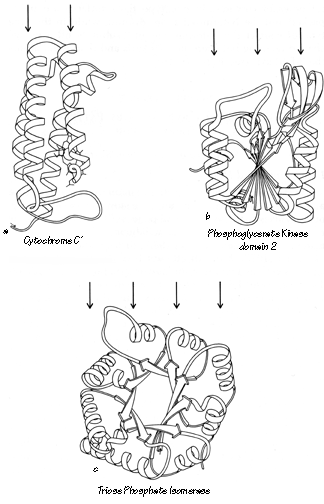 a
Cytochrome C'
b
Phosphoglycerate Kinase
domain 2
c
Triose Phosphate Isomerase